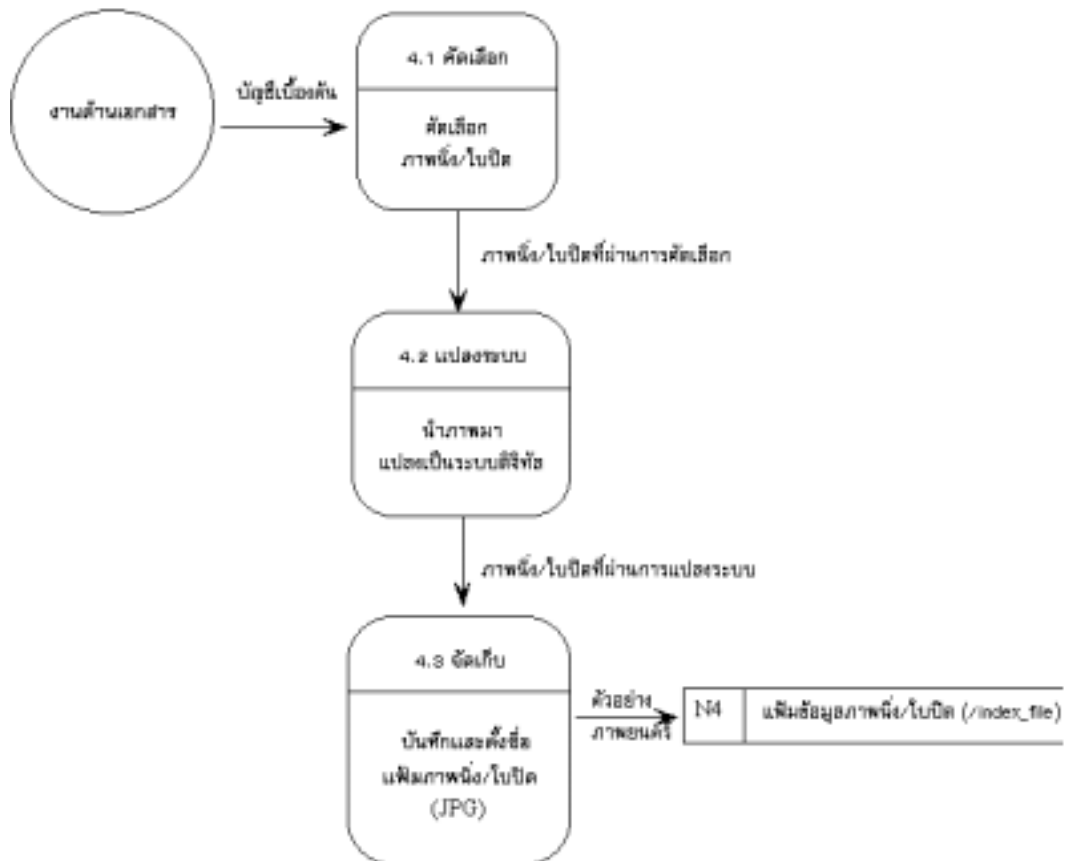 งานด้านเอกสาร
บัญชีเบื้องต้น
4.1 คัดเลือก
คัดเลือก
ภาพนิ่ง/ใบปิด
ภาพนิ่ง/ใบปิดที่ผ่านการคัดเลือก
4.2 แปลงระบบ
นำภาพมา
แปลงเป็นระบบดิจิทัล
ภาพนิ่ง/ใบปิดที่ผ่านการแปลงระบบ
4.3 จัดเก็บ
บันทึกและตั้งชื่อ
แฟ้มภาพนิ่ง/ใบปิด
(JPG)
ตัวอย่าง
ภาพยนตร์
N4
แฟ้มข้อมูลภาพนิ่ง/ใบปิด (/index_file)